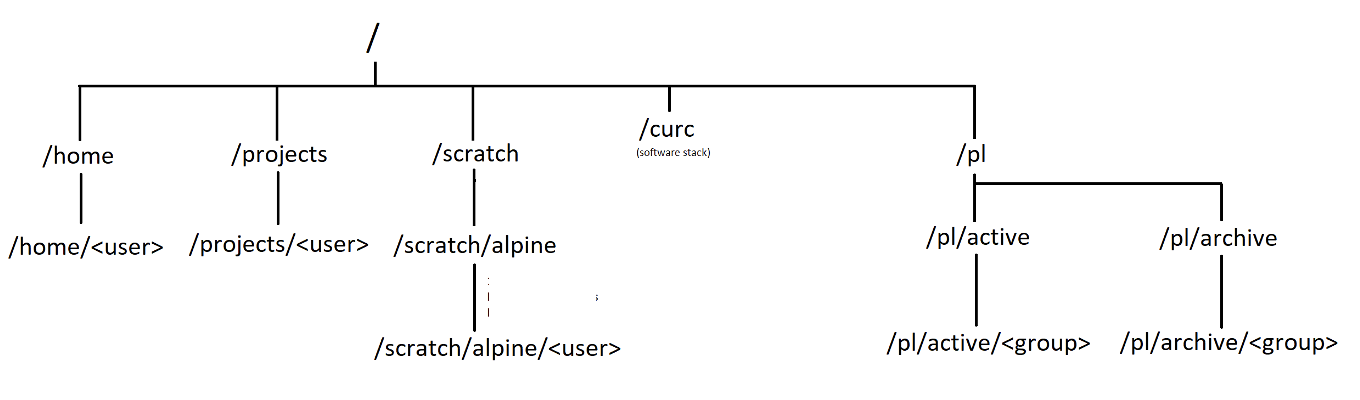 /
/home
/projects
/scratch
/curc
(software stack)
/pl
/home/<user>
/projects/<user>
/scratch/alpine
/pl/active
/pl/archive
/scratch/alpine/<user>
/pl/active/<group>
/pl/archive/<group>